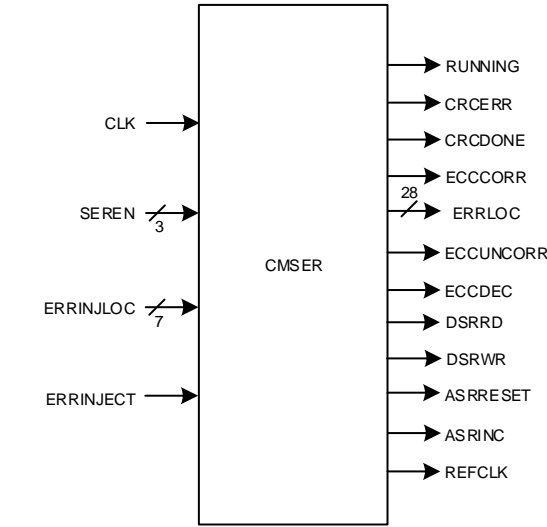 CLK
SEREN
3
ERRINJLOC
7
ERRINJECT
CMSER
RUNNING
CRCERR
CRCDONE
ECCCORR
28
ERRLOC
ECCUNCORR
ECCDEC
DSRRD
DSRWR
ASRRESET
ASRINC
REFCLK